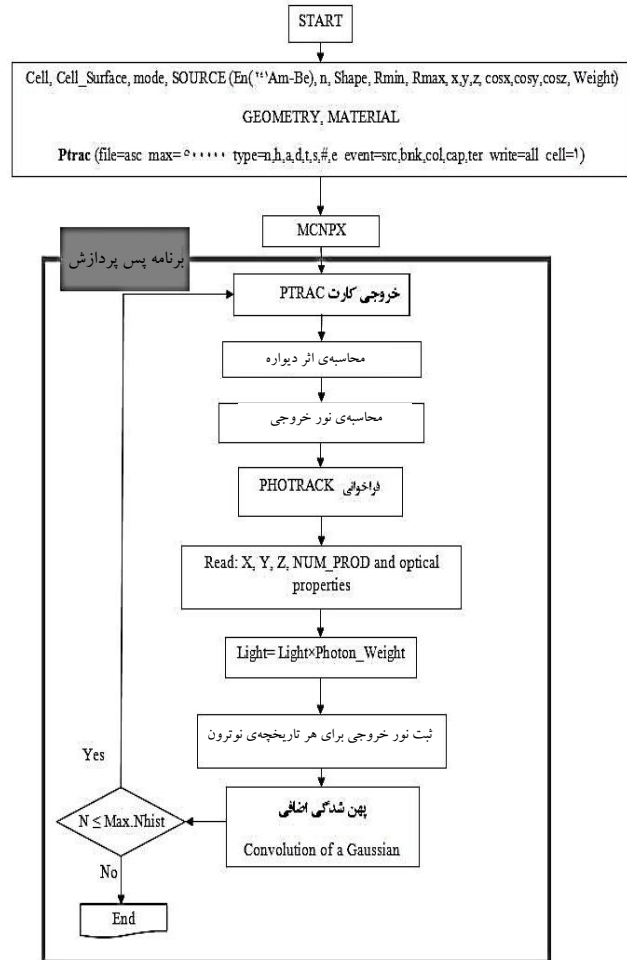 START
Cell, Cell_Surface, mode, SOURCE (En(²⁴¹Am-Be), n, Shape, Rmin, Rmax, x,y,z, cosx,cosy,cosz, Weight)
GEOMETRY, MATERIAL
Ptrac (file=asc max=۵۰۰۰۰۰ type=n,h,a,d,t,s,#,e event=src,bnk,col,cap,ter write=all cell=۱)
MCNPX
برنامه پس پردازش
خروجی کارت PTRAC
محاسبه‌ی اثر دیواره
محاسبه‌ی نور خروجی
فراخوانی PHOTRACK
Read: X, Y, Z, NUM_PROD and optical
properties
Light= Light×Photon_Weight
ثبت نور خروجی برای هر تاریخچه‌ی نوترون
پهن شدگی اضافی
Convolution of a Gaussian
Yes
N ≤ Max.Nhist
No
End